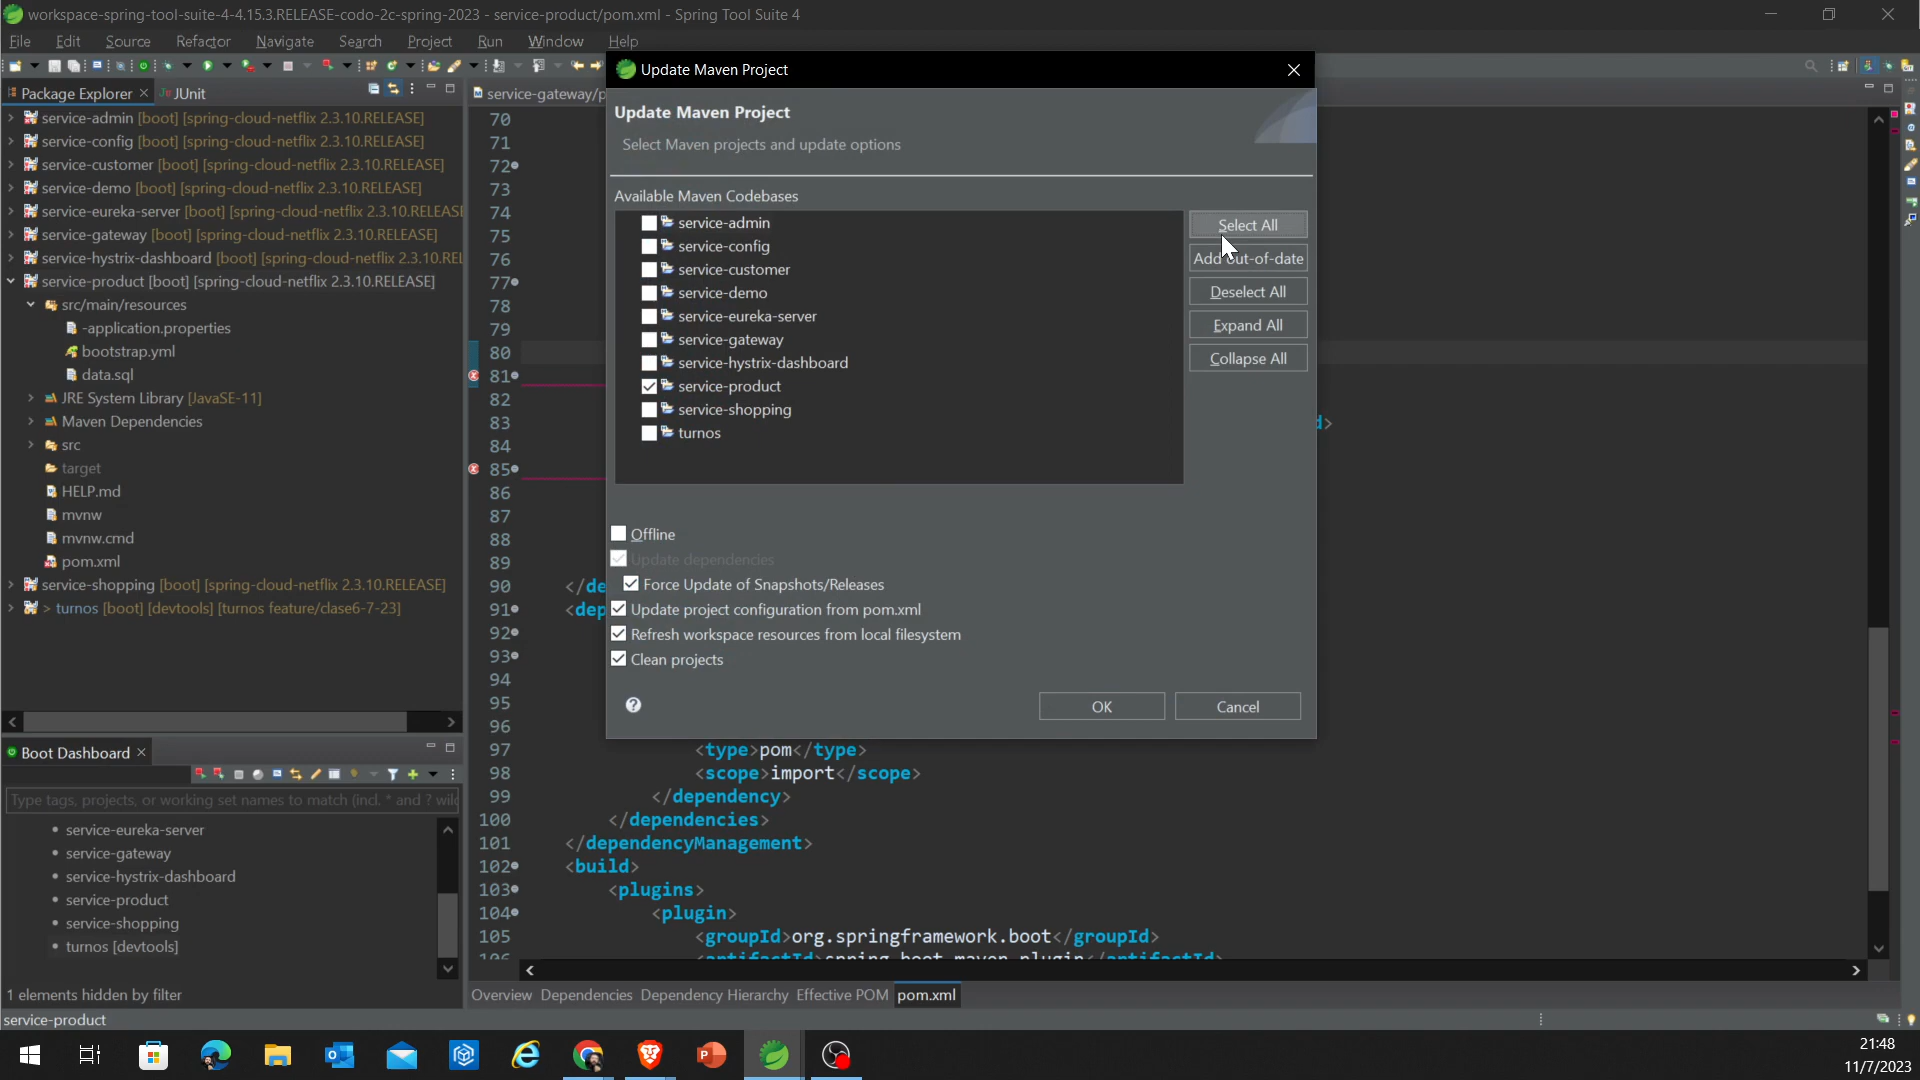 workspace-spring-tool-suite-4-4.15.3.RELEASE-codo-2c-spring-2023 - service-product/pom.xml - Spring Tool Suite 4
File Edit Source Refactor Navigate Search Project Run Window Help
Package Explorer JUnit
service-admin [boot] [spring-cloud-netflix 2.3.10.RELEASE]
service-config [boot] [spring-cloud-netflix 2.3.10.RELEASE]
service-customer [boot] [spring-cloud-netflix 2.3.10.RELEASE]
service-demo [boot] [spring-cloud-netflix 2.3.10.RELEASE]
service-eureka-server [boot] [spring-cloud-netflix 2.3.10.RELEASE]
service-gateway [boot] [spring-cloud-netflix 2.3.10.RELEASE]
service-hystrix-dashboard [boot] [spring-cloud-netflix 2.3.10.REL
service-product [boot] [spring-cloud-netflix 2.3.10.RELEASE]
src/main/resources
-application.properties
bootstrap.yml
data.sql
JRE System Library [JavaSE-11]
Maven Dependencies
src
target
HELP.md
mvnw
mvnw.cmd
pom.xml
service-shopping [boot] [spring-cloud-netflix 2.3.10.RELEASE]
> turnos [boot] [devtools] [turnos feature/clase6-7-23]
Boot Dashboard
Type tags, projects, or working set names to match (incl. * and ? wild
service-eureka-server
service-gateway
service-hystrix-dashboard
service-product
service-shopping
turnos [devtools]
1 elements hidden by filter
service-product
service-gateway/p
70
71
72
73
74
75
76
77
78
79
80
81
82
83 d>
84
85
86
87
88
89
90 </de
91 <dep
92
93
94
95
96
97 <type>pom</type>
98 <scope>import</scope>
99 </dependency>
100 </dependencies>
101 </dependencyManagement>
102 <build>
103 <plugins>
104 <plugin>
105 <groupId>org.springframework.boot</groupId>
106 <artifactId>spring-boot-maven-plugin</artifactId>
Overview Dependencies Dependency Hierarchy Effective POM pom.xml
Update Maven Project
Update Maven Project
Select Maven projects and update options
Available Maven Codebases
service-admin
service-config
service-customer
service-demo
service-eureka-server
service-gateway
service-hystrix-dashboard
service-product
service-shopping
turnos
Select All
Add out-of-date
Deselect All
Expand All
Collapse All
Offline
Update dependencies
Force Update of Snapshots/Releases
Update project configuration from pom.xml
Refresh workspace resources from local filesystem
Clean projects
OK Cancel
21:48
11/7/2023